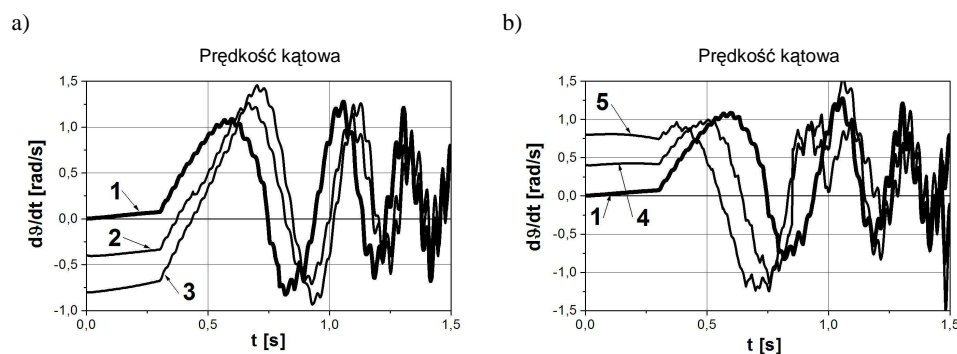 a)
Prędkość kątowa
1,5
1,0
0,5
0,0
-0,5
-1,0
dϑ/dt [rad/s]
1
2
3
0,0 0,5 1,0 1,5
t [s]
b)
Prędkość kątowa
1,5
1,0
0,5
0,0
-0,5
-1,0
-1,5
dϑ/dt [rad/s]
5
1
4
0,0 0,5 1,0 1,5
t [s]